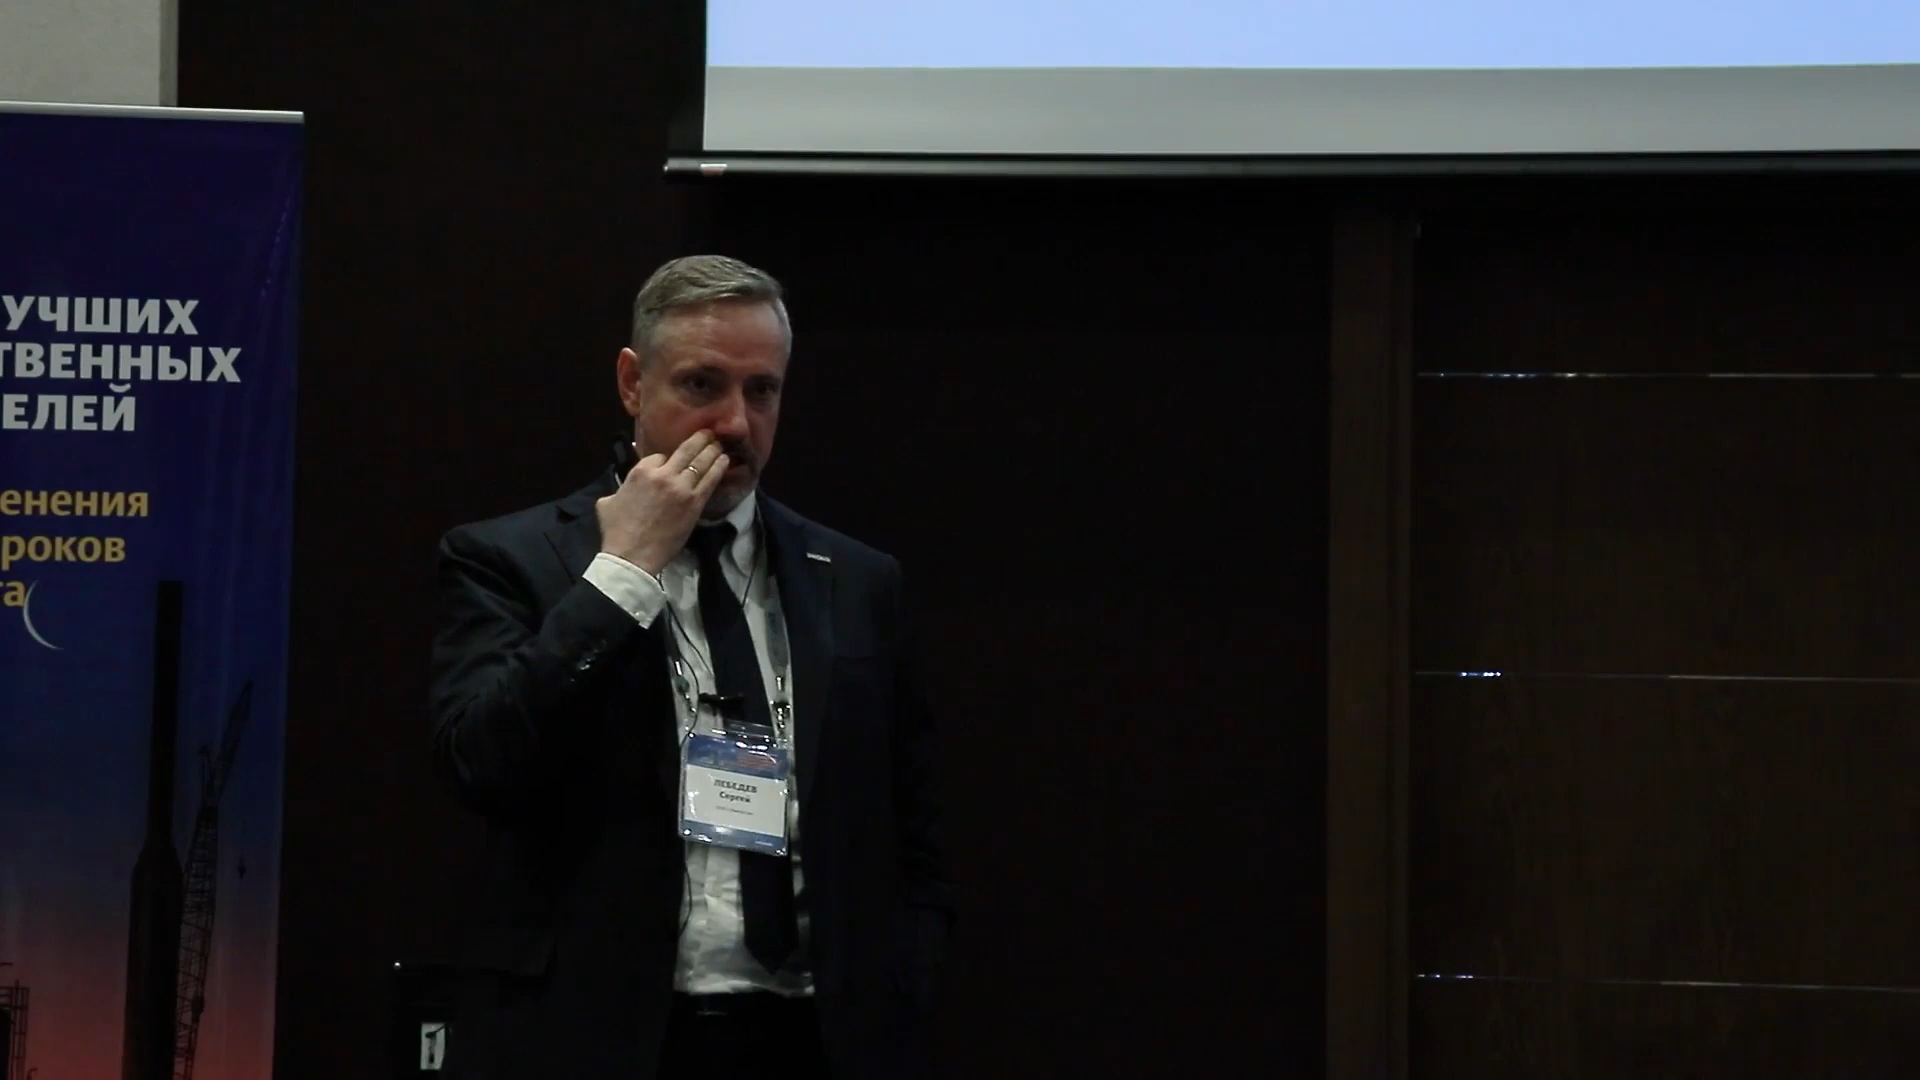 УЧШИХ
ТВЕННЫХ
ЕЛЕЙ
енения
роков
та
ЛЕБЕДЕВ
Сергей